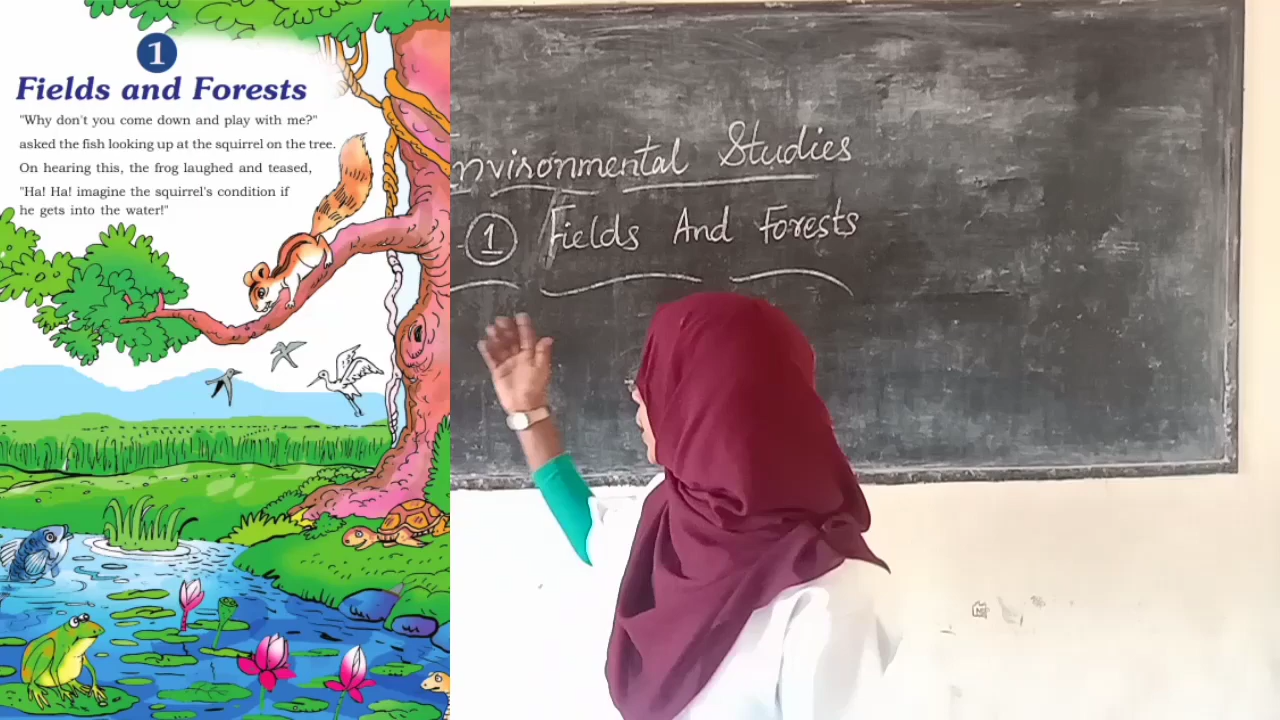 1
Fields and Forests
"Why don't you come down and play with me?"
asked the fish looking up at the squirrel on the tree.
On hearing this, the frog laughed and teased,
"Ha! Ha! imagine the squirrel's condition if
he gets into the water!"
nvironmental Studies
1 Fields And Forests